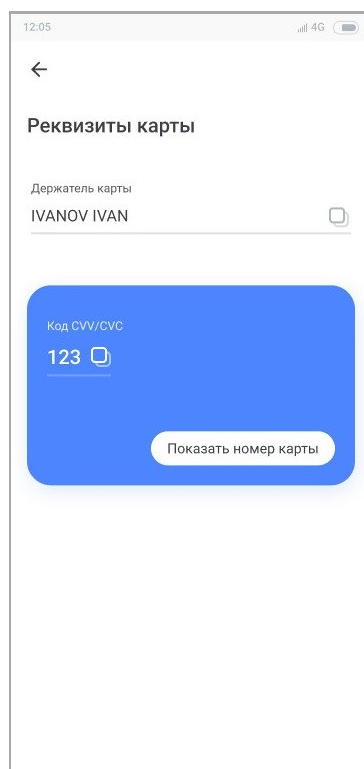 12:05
4G
Реквизиты карты
Держатель карты
IVANOV IVAN
Код CVV/CVC
123
Показать номер карты